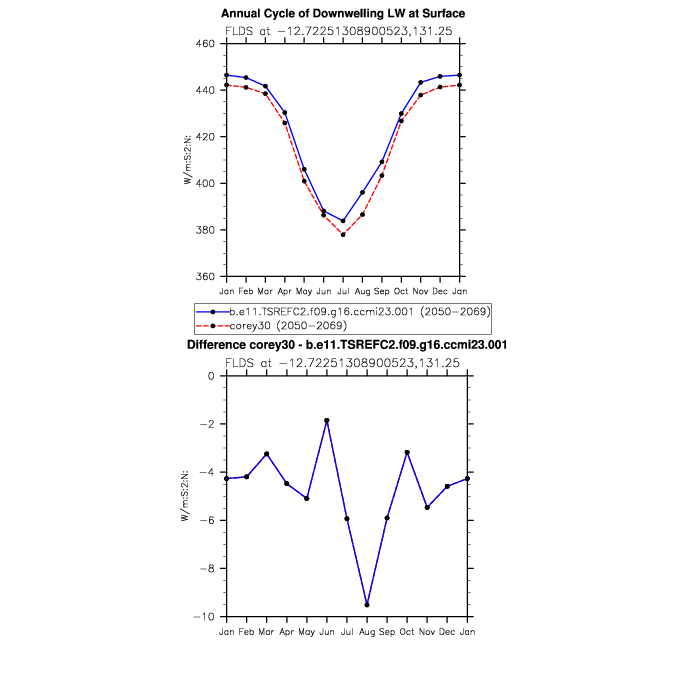 Annual Cycle of Downwelling LW at Surface
FLDS at −12.72251308900523,131.25
460
440
420
400
380
360
W/m:S:2:N:
Jan Feb Mar Apr May Jun Jul Aug Sep Oct Nov Dec Jan
b.e11.TSREFC2.f09.g16.ccmi23.001 (2050−2069)
corey30 (2050−2069)
Difference corey30 - b.e11.TSREFC2.f09.g16.ccmi23.001
FLDS at −12.72251308900523,131.25
0
−2
−4
−6
−8
−10
W/m:S:2:N:
Jan Feb Mar Apr May Jun Jul Aug Sep Oct Nov Dec Jan